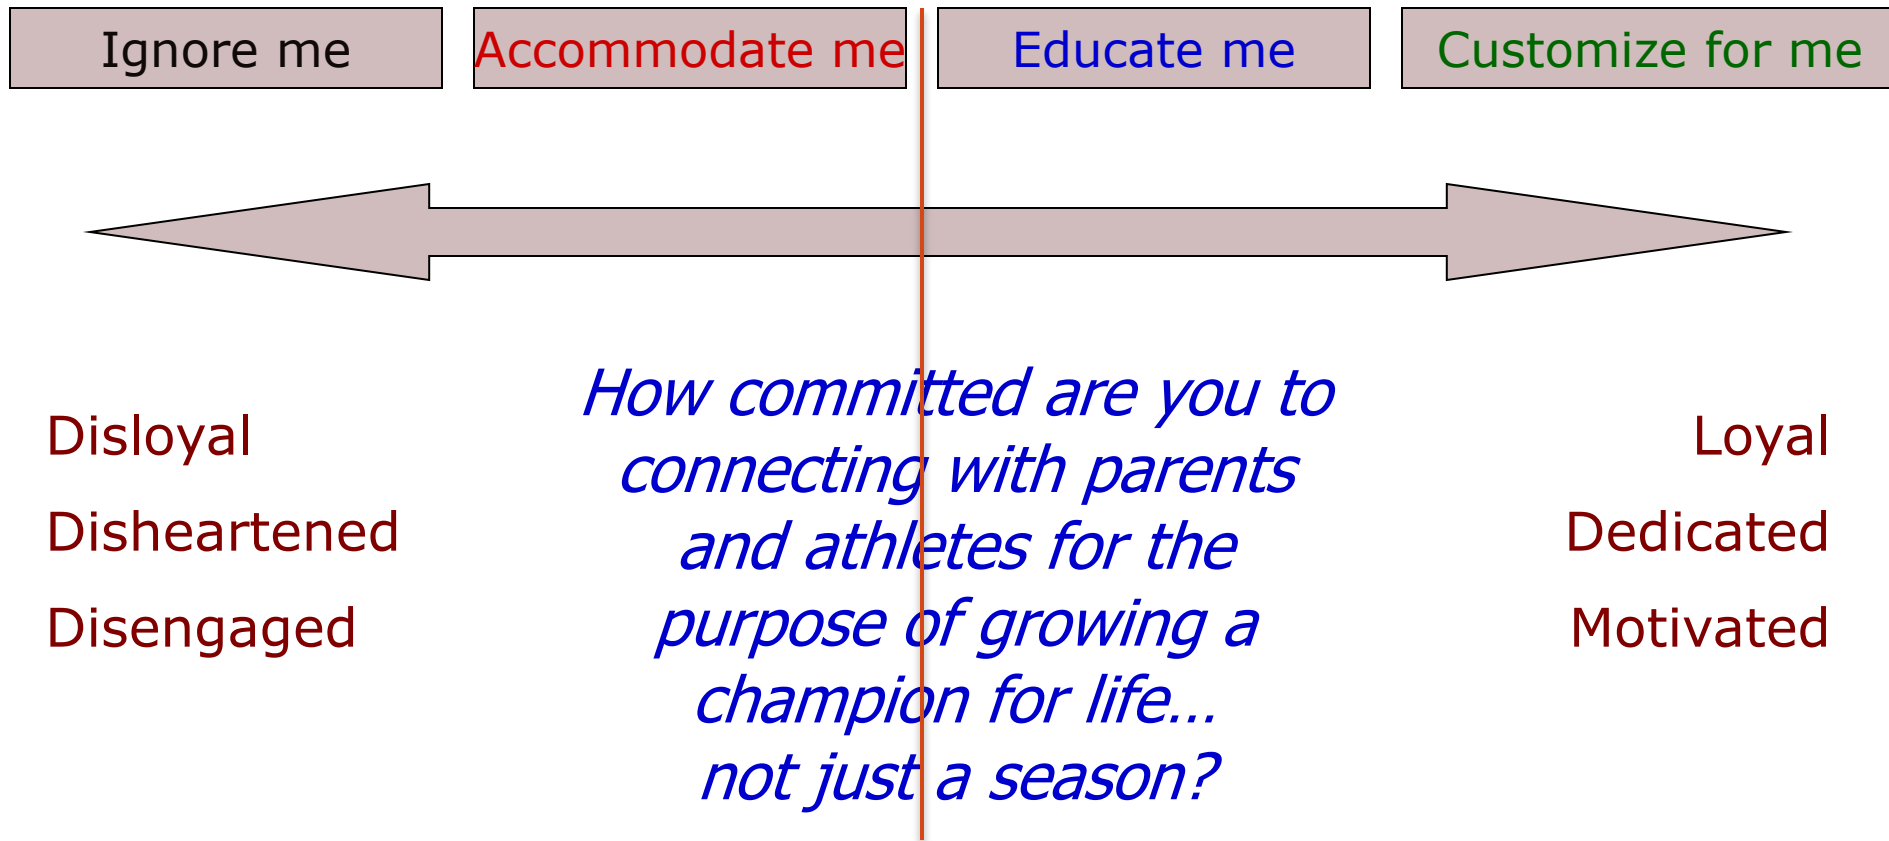 Ignore me
Accommodate me
Educate me
Customize for me
Disloyal
Disheartened
Disengaged
How committed are you to
connecting with parents
and athletes for the
purpose of growing a
champion for life...
not just a season?
Loyal
Dedicated
Motivated